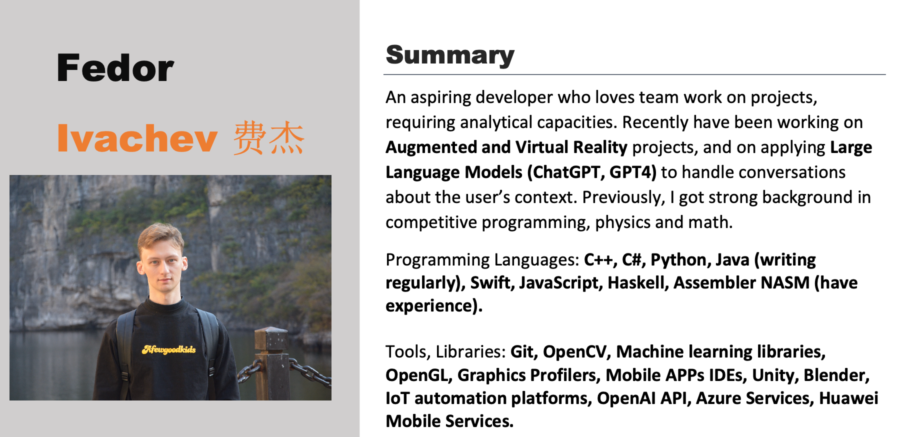 Fedor
Ivachev 费杰
Afewgoodkids
Summary
An aspiring developer who loves team work on projects,
requiring analytical capacities. Recently have been working on
Augmented and Virtual Reality projects, and on applying Large
Language Models (ChatGPT, GPT4) to handle conversations
about the user’s context. Previously, I got strong background in
competitive programming, physics and math.
Programming Languages: C++, C#, Python, Java (writing
regularly), Swift, JavaScript, Haskell, Assembler NASM (have
experience).
Tools, Libraries: Git, OpenCV, Machine learning libraries,
OpenGL, Graphics Profilers, Mobile APPs IDEs, Unity, Blender,
IoT automation platforms, OpenAI API, Azure Services, Huawei
Mobile Services.